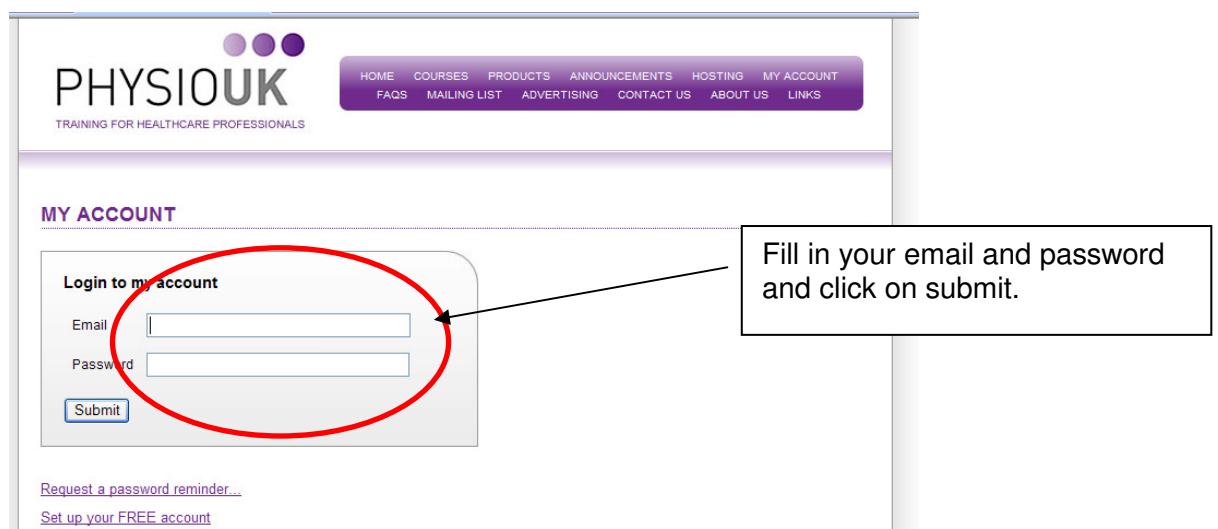 PHYSIOUK
TRAINING FOR HEALTHCARE PROFESSIONALS
HOME COURSES PRODUCTS ANNOUNCEMENTS HOSTING MY ACCOUNT
FAQS MAILING LIST ADVERTISING CONTACT US ABOUT US LINKS
MY ACCOUNT
Login to my account
Email
Password
Submit
Request a password reminder...
Set up your FREE account
Fill in your email and password
and click on submit.